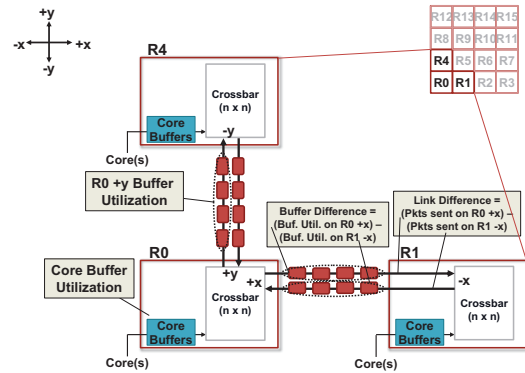 +y
-x +x
-y
R12 R13 R14 R15
R8 R9 R10 R11
R4 R5 R6 R7
R0 R1 R2 R3
R4
Crossbar
(n x n)
Core
Buffers
-y
Core(s)
R0 +y Buffer
Utilization
Buffer Difference =
(Buf. Util. on R0 +x) –
(Buf. Util. on R1 -x)
Link Difference =
(Pkts sent on R0 +x) –
(Pkts sent on R1 -x)
R0
+y
+x
Crossbar
(n x n)
Core Buffer
Utilization
Core
Buffers
Core(s)
R1
-x
Crossbar
(n x n)
Core
Buffers
Core(s)